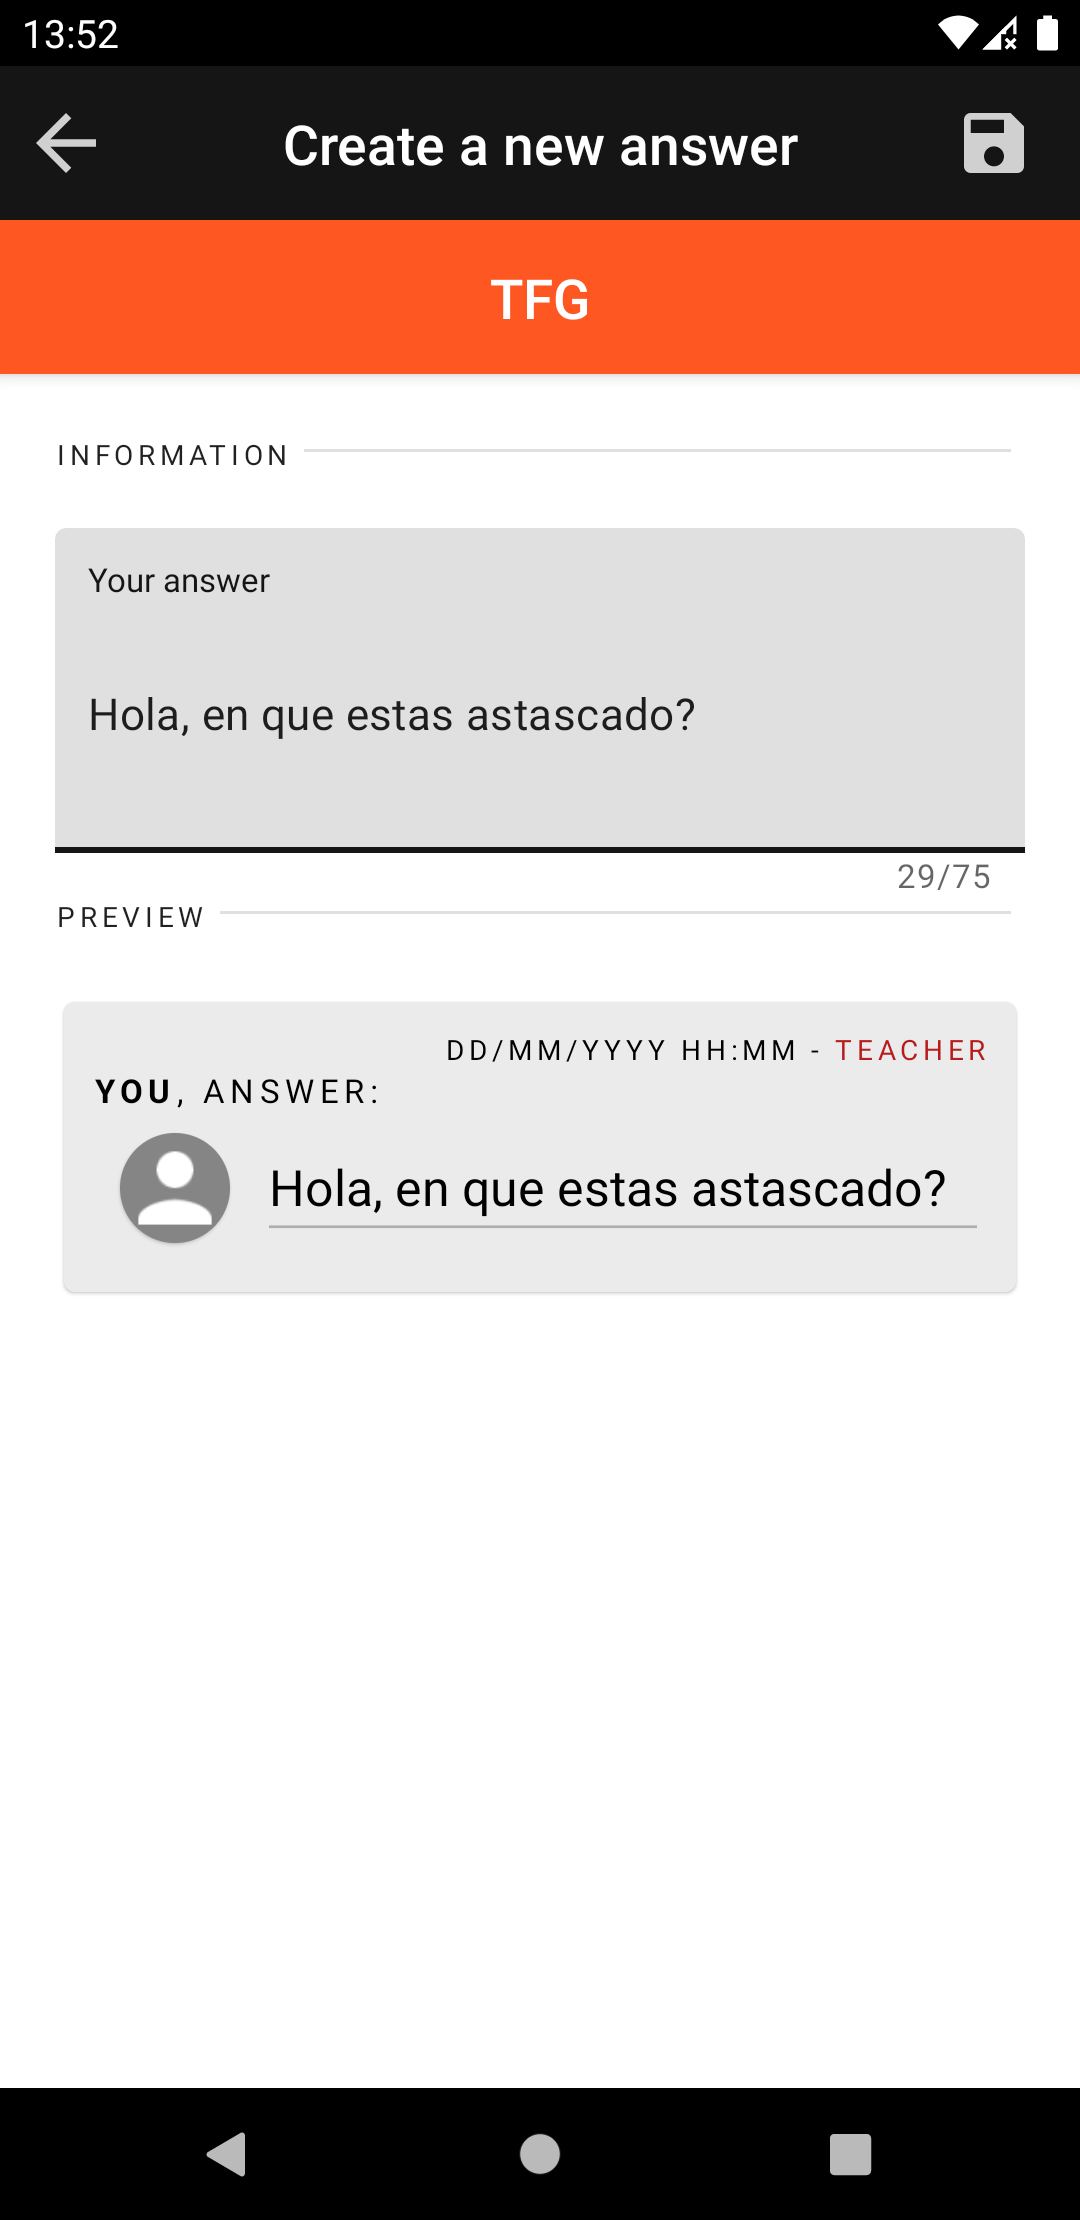 13:52
Create a new answer
TFG
INFORMATION
Your answer
Hola, en que estas astascado?
29/75
PREVIEW
DD/MM/YYYY HH:MM - TEACHER
YOU, ANSWER:
Hola, en que estas astascado?